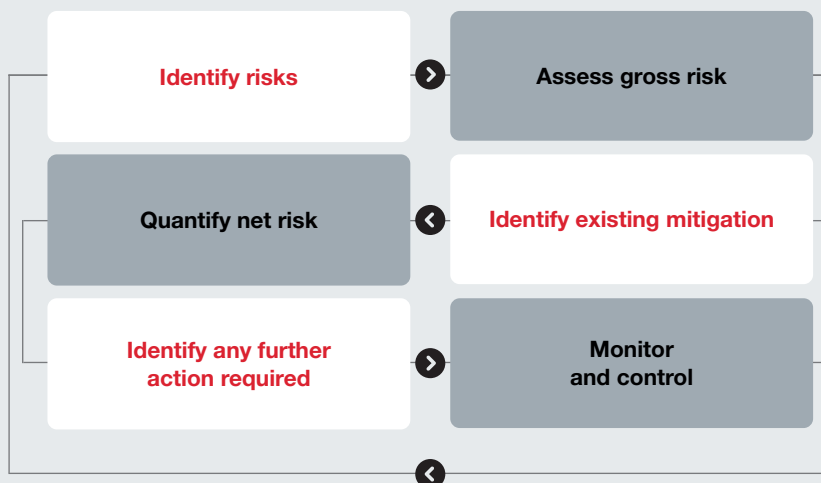 Identify risks
Assess gross risk
Quantify net risk
Identify existing mitigation
Identify any further
action required
Monitor
and control